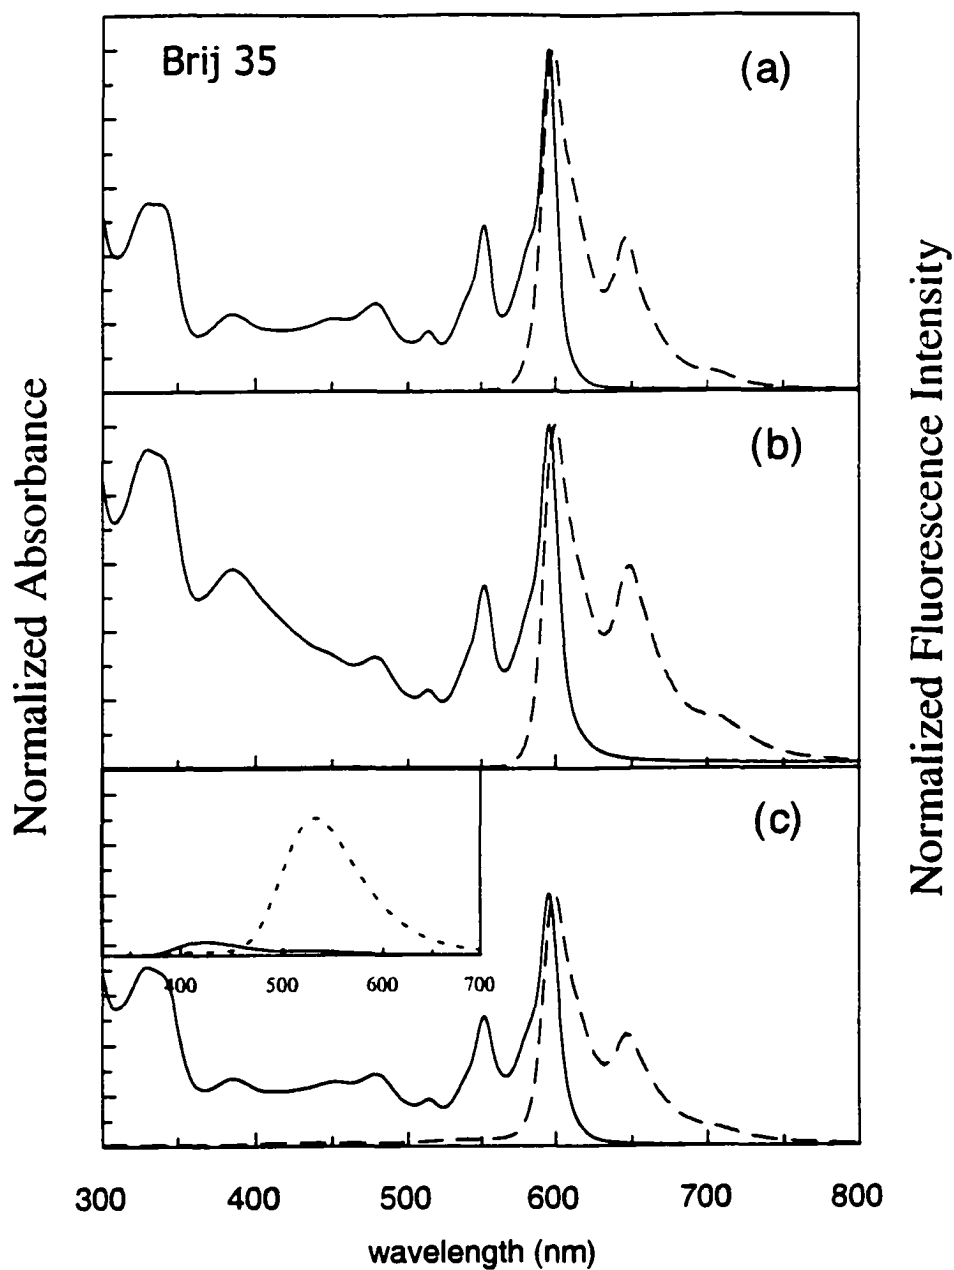 Brij 35
(a)
(b)
(c)
Normalized Absorbance
Normalized Fluorescence Intensity
400 500 600 700
300 400 500 600 700 800
wavelength (nm)